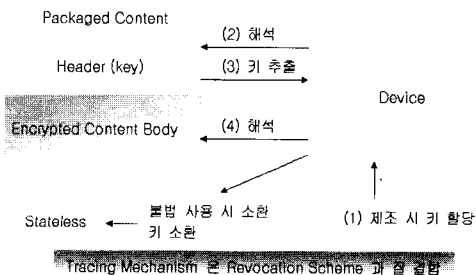 Packaged Content
(2) 해석
Header (key)
(3) 키 추출
Device
Encrypted Content Body
(4) 해석
Stateless
불법 사용 시 소환
키 소환
(1) 제조 시 키 할당
Tracing Mechanism 은 Revocation Scheme 과 잘 결합